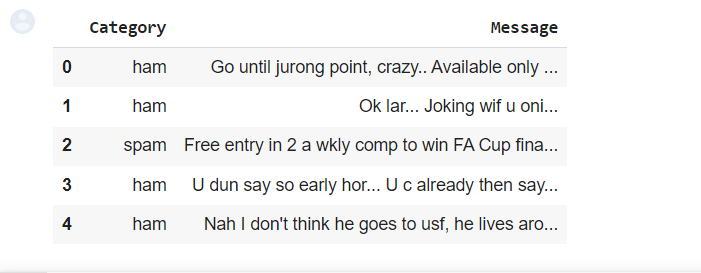 Category Message
0 ham Go until jurong point, crazy.. Available only ...
1 ham Ok lar... Joking wif u oni...
2 spam Free entry in 2 a wkly comp to win FA Cup fina...
3 ham U dun say so early hor... U c already then say...
4 ham Nah I don't think he goes to usf, he lives aro...